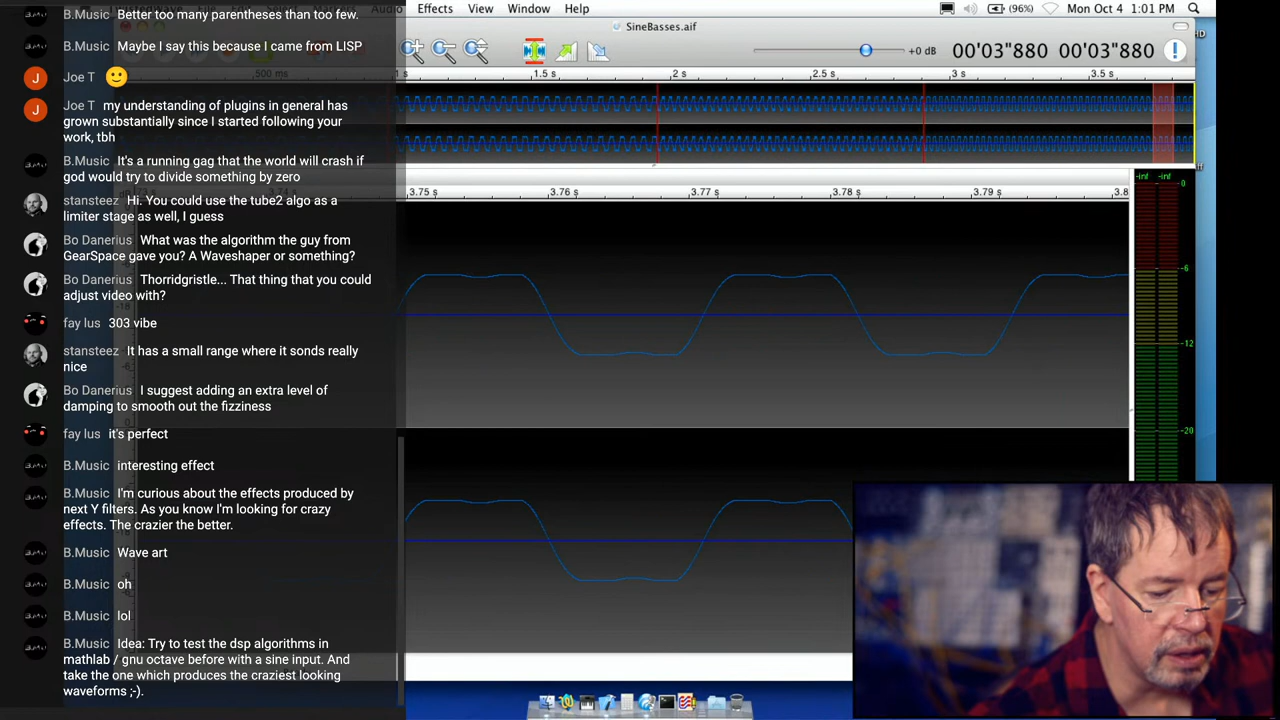 Effects View Window Help
(96%) Mon Oct 4 1:01 PM
SineBasses.aif
+0 dB 00'03"880 00'03"880
500 ms 1 s 1.5 s 2 s 2.5 s 3 s 3.5 s
3.73 3.74 3.75 3.76 3.77 3.78 3.79 3.8
-inf -inf 0
-6
-12
-20
B.Music Better too many parentheses than too few.
B.Music Maybe I say this because I came from LISP
Joe T 🙂
Joe T my understanding of plugins in general has
grown substantially since I started following your
work, tbh
B.Music It's a running gag that the world will crash if
god would try to divide something by zero
stansteez Hi. You could use the tube2 algo as a
limiter stage as well, I guess
Bo Danerius What was the algorithm the guy from
GearSpace gave you? A Waveshaper or something?
Bo Danerius Thorridgristle... That thing that you could
adjust video with?
fay lus 303 vibe
stansteez It has a small range where it sonds really
nice
Bo Danerius I suggest adding an extra level of
damping to smooth out the fizziness
fay lus it's perfect
B.Music interesting effect
B.Music I'm curious about the effects produced by
next Y filters. As you know I'm looking for crazy
effects. The crazier the better.
B.Music Wave art
B.Music oh
B.Music lol
B.Music Idea: Try to test the dsp algorithms in
mathlab / gnu octave before with a sine input. And
take the one which produces the craziest looking
waveforms ;-).